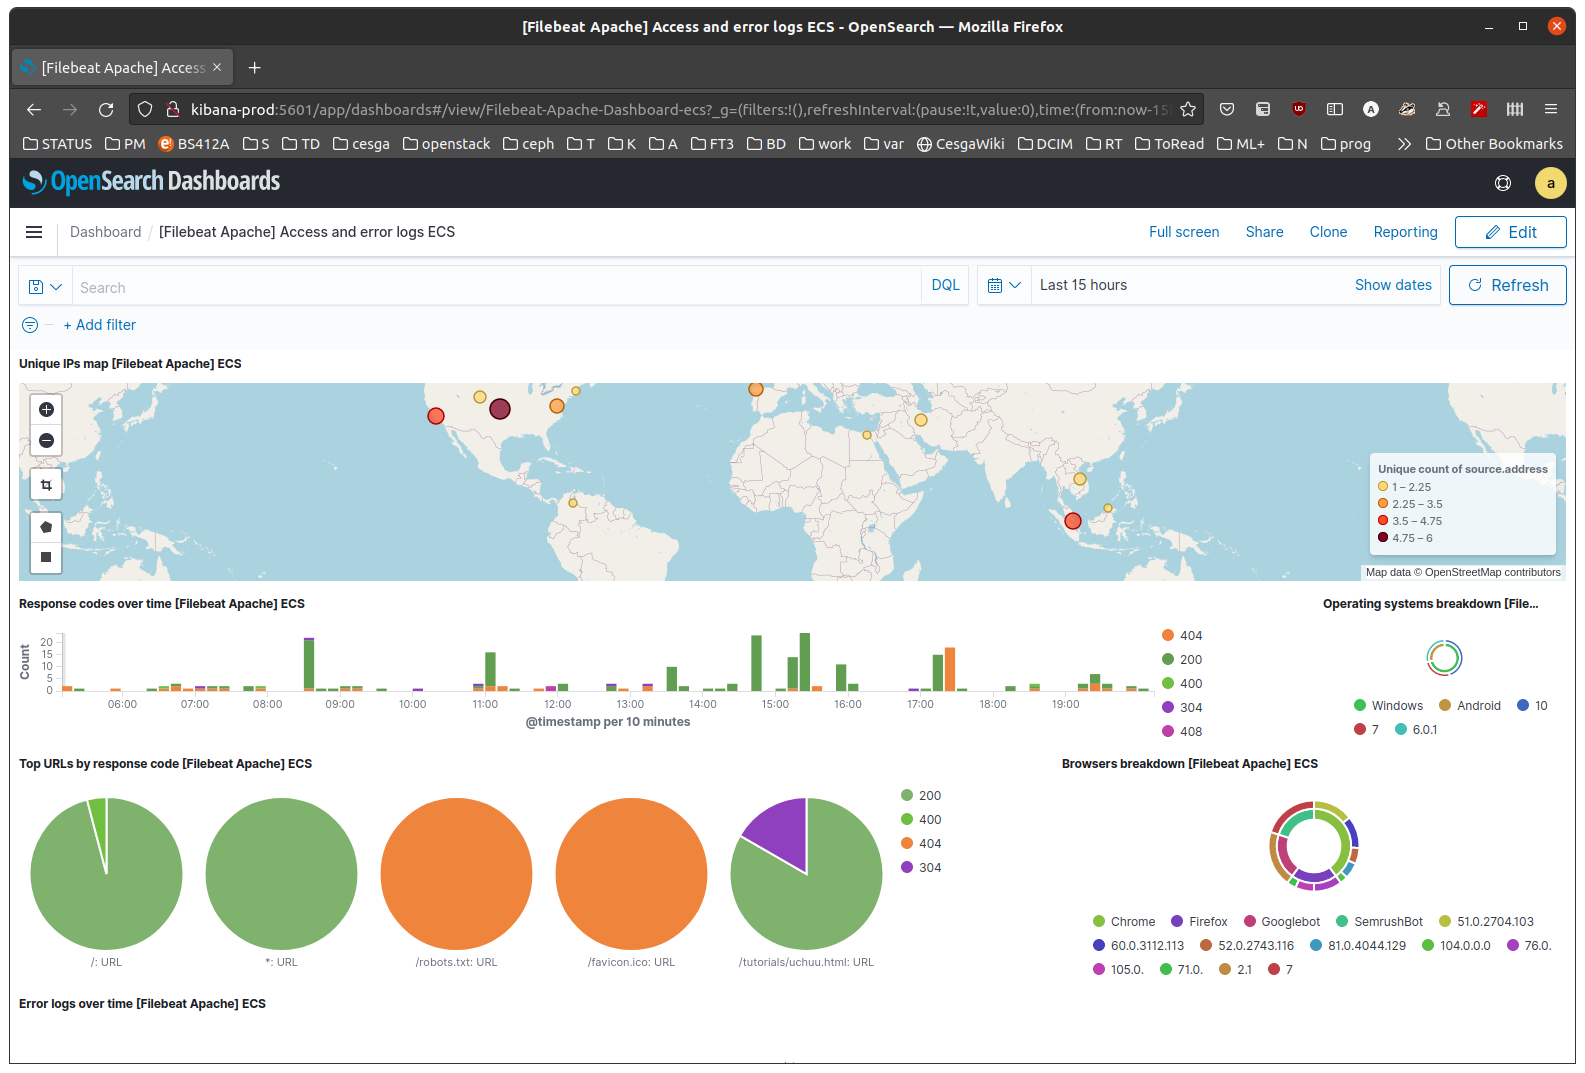 [Filebeat Apache] Access and error logs ECS - OpenSearch — Mozilla Firefox
[Filebeat Apache] Access
kibana-prod:5601/app/dashboards#/view/Filebeat-Apache-Dashboard-ecs?_g=(filters:!(),refreshInterval:(pause:!t,value:0),time:(from:now-15
STATUS PM BS412A S TD cesga openstack ceph T K A FT3 BD work var CesgaWiki DCIM RT ToRead ML+ N prog Other Bookmarks
OpenSearch Dashboards
a
Dashboard / [Filebeat Apache] Access and error logs ECS
Full screen Share Clone Reporting Edit
Search DQL Last 15 hours Show dates Refresh
+ Add filter
Unique IPs map [Filebeat Apache] ECS
Unique count of source.address
1 – 2.25
2.25 – 3.5
3.5 – 4.75
4.75 – 6
Map data © OpenStreetMap contributors
Response codes over time [Filebeat Apache] ECS
Count
20
15
10
5
0
06:00 07:00 08:00 09:00 10:00 11:00 12:00 13:00 14:00 15:00 16:00 17:00 18:00 19:00
@timestamp per 10 minutes
404
200
400
304
408
Operating systems breakdown [File...
Windows Android 10
7 6.0.1
Top URLs by response code [Filebeat Apache] ECS
/: URL *: URL /robots.txt: URL /favicon.ico: URL /tutorials/uchuu.html: URL
200
400
404
304
Browsers breakdown [Filebeat Apache] ECS
Chrome Firefox Googlebot SemrushBot 51.0.2704.103
60.0.3112.113 52.0.2743.116 81.0.4044.129 104.0.0.0 76.0.
105.0. 71.0. 2.1 7
Error logs over time [Filebeat Apache] ECS